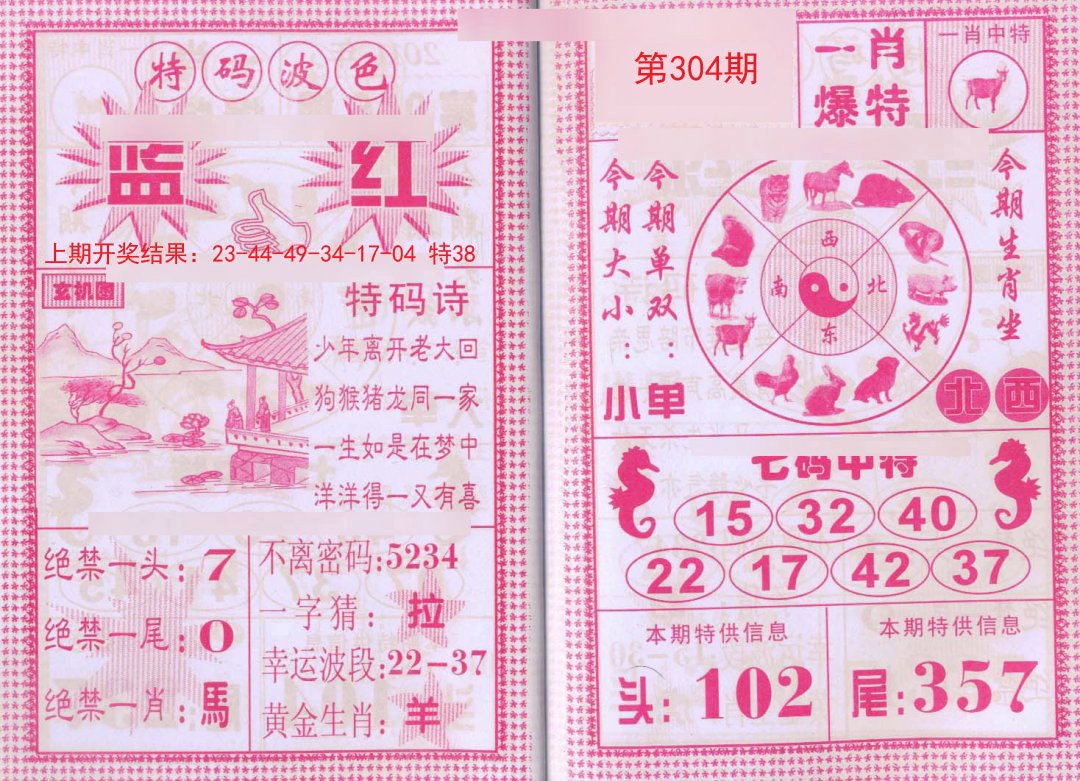 特码波色
蓝 红
上期开奖结果：23-44-49-34-17-04 特38
特码诗
少年离开老大回
狗猴猪龙同一家
一生如是在梦中
洋洋得一又有喜
绝禁一头：7
绝禁一尾：0
绝禁一肖：馬
不离密码：5234
一字猜：拉
幸运波段：22-37
黄金生肖：羊
第304期
一肖
爆特
一肖中特
今期大小：小
今期单双：单
西
南 北
东
今期生肖坐
北 西
七码中特
15 32 40
22 17 42 37
本期特供信息
头：102
本期特供信息
尾：357